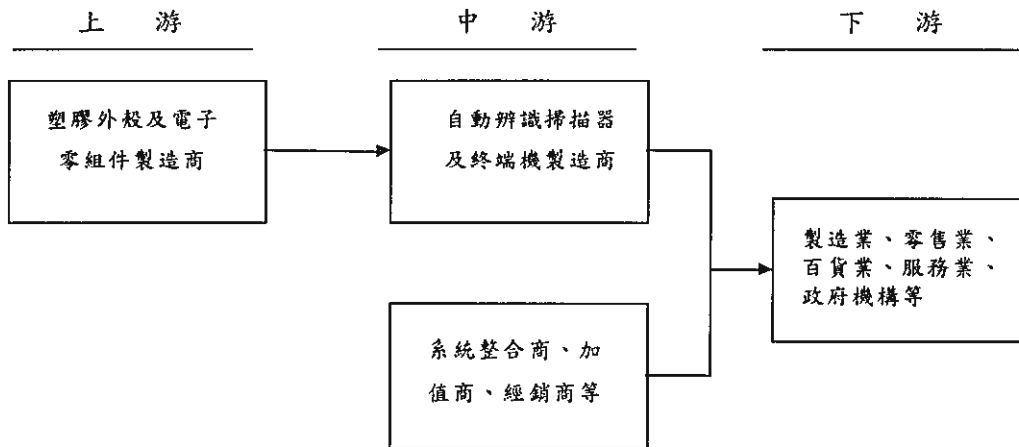 上 游
中 游
下 游
塑膠外殼及電子
零組件製造商
自動辨識掃描器
及終端機製造商
系統整合商、加
值商、經銷商等
製造業、零售業、
百貨業、服務業、
政府機構等